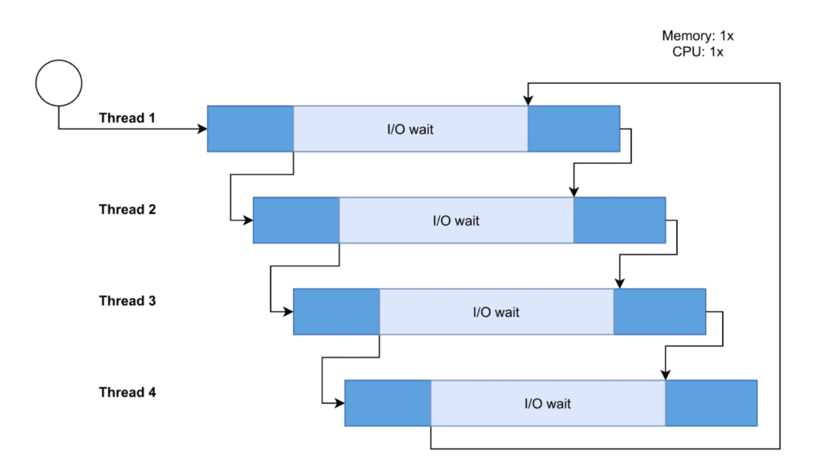 Memory: 1x
CPU: 1x
Thread 1
I/O wait
Thread 2
I/O wait
Thread 3
I/O wait
Thread 4
I/O wait